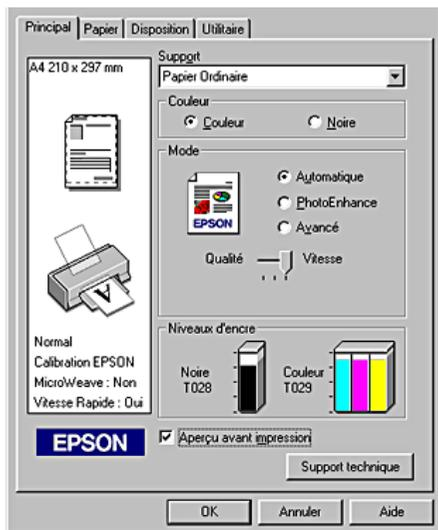 Principal Papier Disposition Utilitaire
A4 210 x 297 mm
Support
Papier Ordinaire
Couleur
Couleur Noire
Mode
EPSON
Automatique
PhotoEnhance
Avancé
Qualité Vitesse
A
Normal
Calibration EPSON
MicroWeave : Non
Vitesse Rapide : Oui
Niveaux d'encre
Noire
T028
Couleur
T029
EPSON
Aperçu avant impression
Support technique
OK Annuler Aide